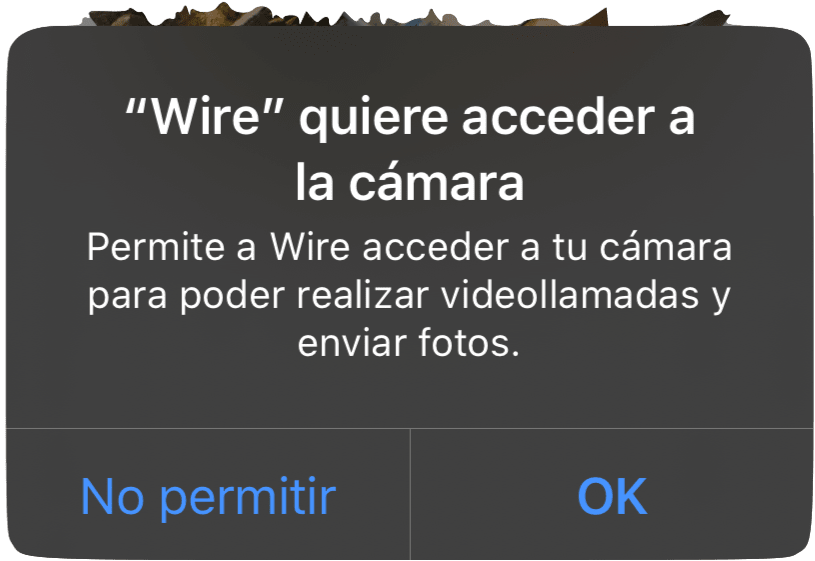 “Wire” quiere acceder a
la cámara
Permite a Wire acceder a tu cámara
para poder realizar videollamadas y
enviar fotos.
No permitir
OK